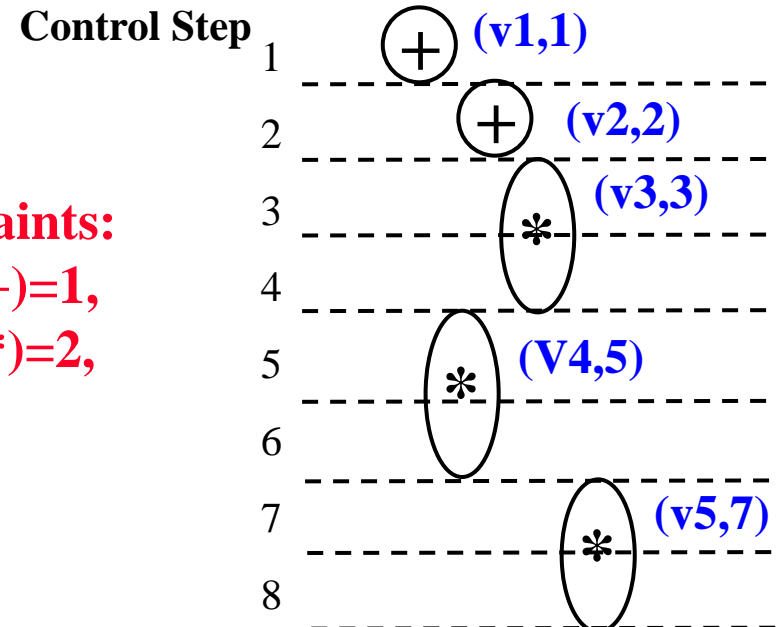 Control Step
1
+
(v1,1)
2
+
(v2,2)
3
*
(v3,3)
4
)=1,
)=2,
5
*
(V4,5)
6
7
*
(v5,7)
8